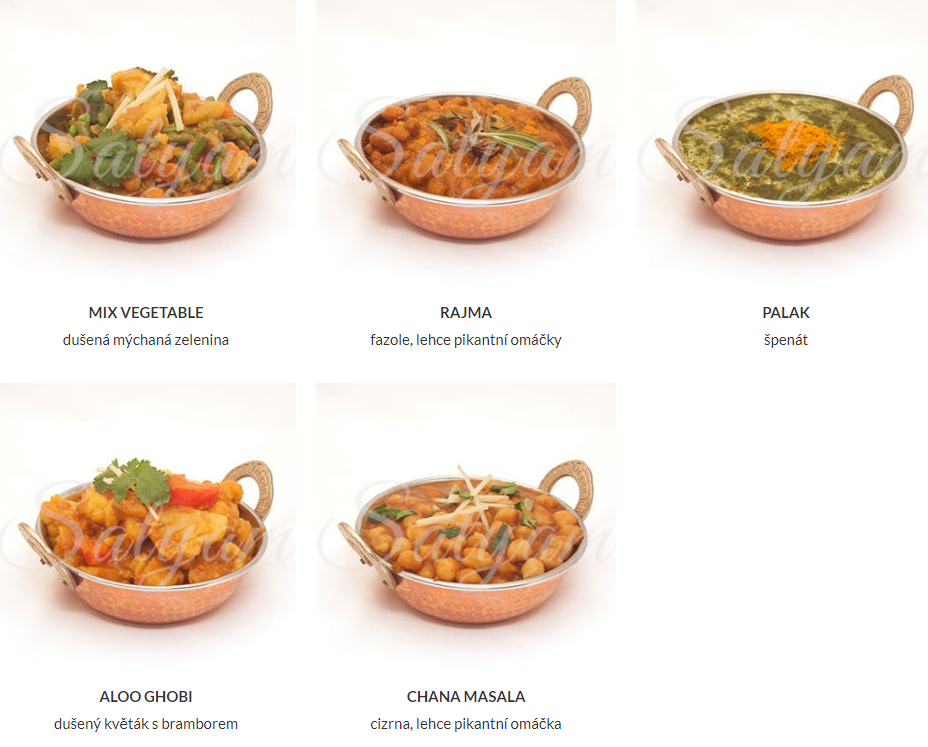 Satyam
Satyam
Satyam
MIX VEGETABLE
RAJMA
PALAK
dušená mýchaná zelenina
fazole, lehce pikantní omáčky
špenát
Satyam
Satyam
ALOO GHOBI
CHANA MASALA
dušený květák s bramborem
cizrna, lehce pikantní omáčka